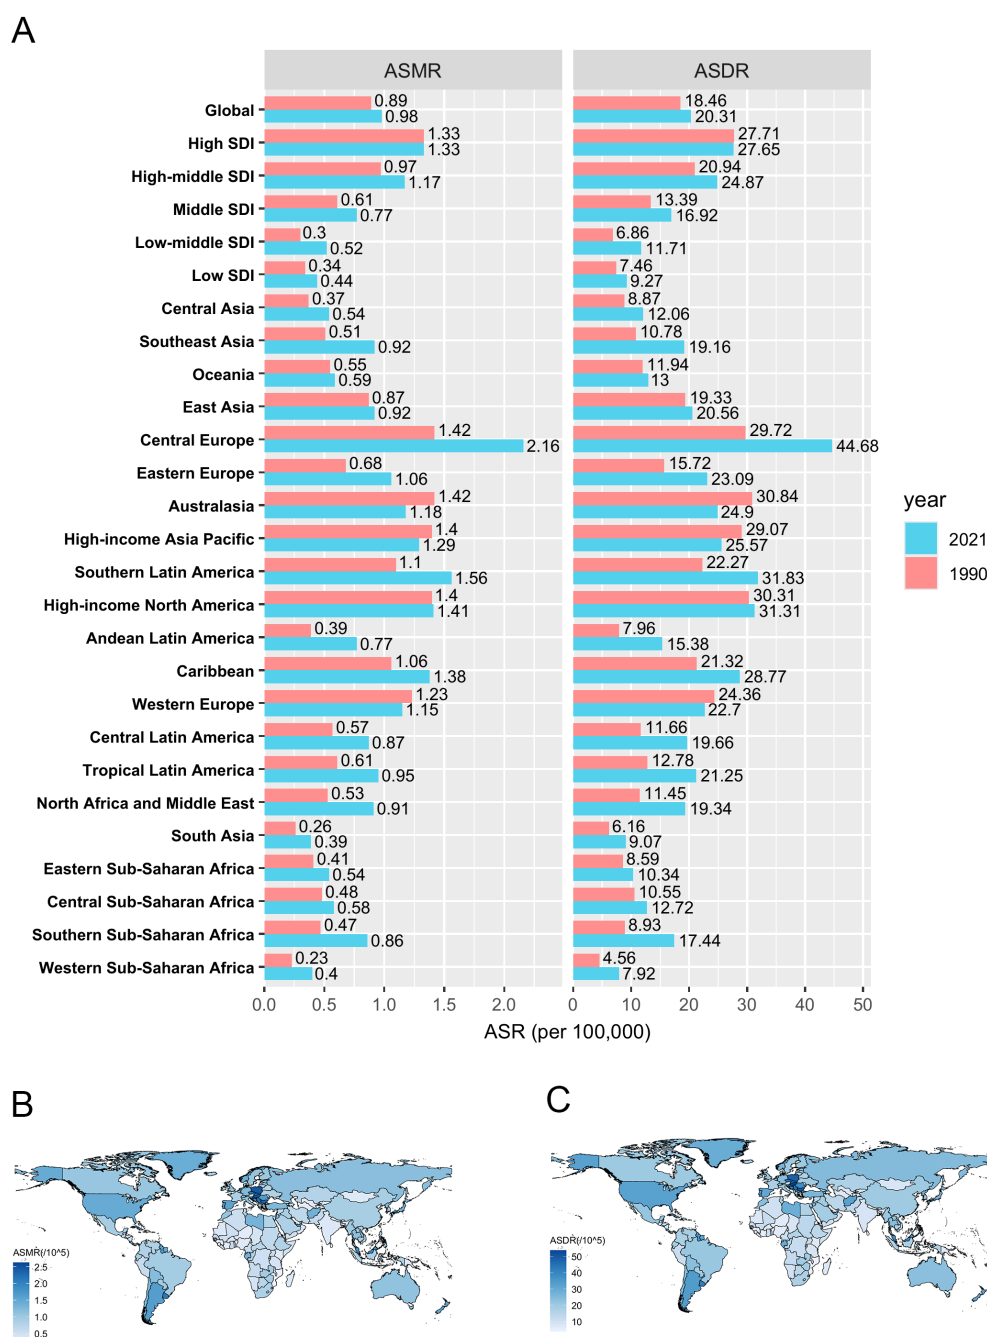 A
ASMR ASDR
Global 0.89 18.46
0.98 20.31
High SDI 1.33 27.71
1.33 27.65
High-middle SDI 0.97 20.94
1.17 24.87
Middle SDI 0.61 13.39
0.77 16.92
Low-middle SDI 0.3 6.86
0.52 11.71
Low SDI 0.34 7.46
0.44 9.27
Central Asia 0.37 8.87
0.54 12.06
Southeast Asia 0.51 10.78
0.92 19.16
Oceania 0.55 11.94
0.59 13
East Asia 0.87 19.33
0.92 20.56
Central Europe 1.42 29.72
2.16 44.68
Eastern Europe 0.68 15.72
1.06 23.09
Australasia 1.42 30.84
1.18 24.9
High-income Asia Pacific 1.4 29.07
1.29 25.57
Southern Latin America 1.1 22.27
1.56 31.83
High-income North America 1.4 30.31
1.41 31.31
Andean Latin America 0.39 7.96
0.77 15.38
Caribbean 1.06 21.32
1.38 28.77
Western Europe 1.23 24.36
1.15 22.7
Central Latin America 0.57 11.66
0.87 19.66
Tropical Latin America 0.61 12.78
0.95 21.25
North Africa and Middle East 0.53 11.45
0.91 19.34
South Asia 0.26 6.16
0.39 9.07
Eastern Sub-Saharan Africa 0.41 8.59
0.54 10.34
Central Sub-Saharan Africa 0.48 10.55
0.58 12.72
Southern Sub-Saharan Africa 0.47 8.93
0.86 17.44
Western Sub-Saharan Africa 0.23 4.56
0.4 7.92
0.0 0.5 1.0 1.5 2.0 0 10 20 30 40 50
ASR (per 100,000)
year
2021
1990
B
ASMR(/10^5)
2.5
2.0
1.5
1.0
0.5
C
ASDR(/10^5)
50
40
30
20
10